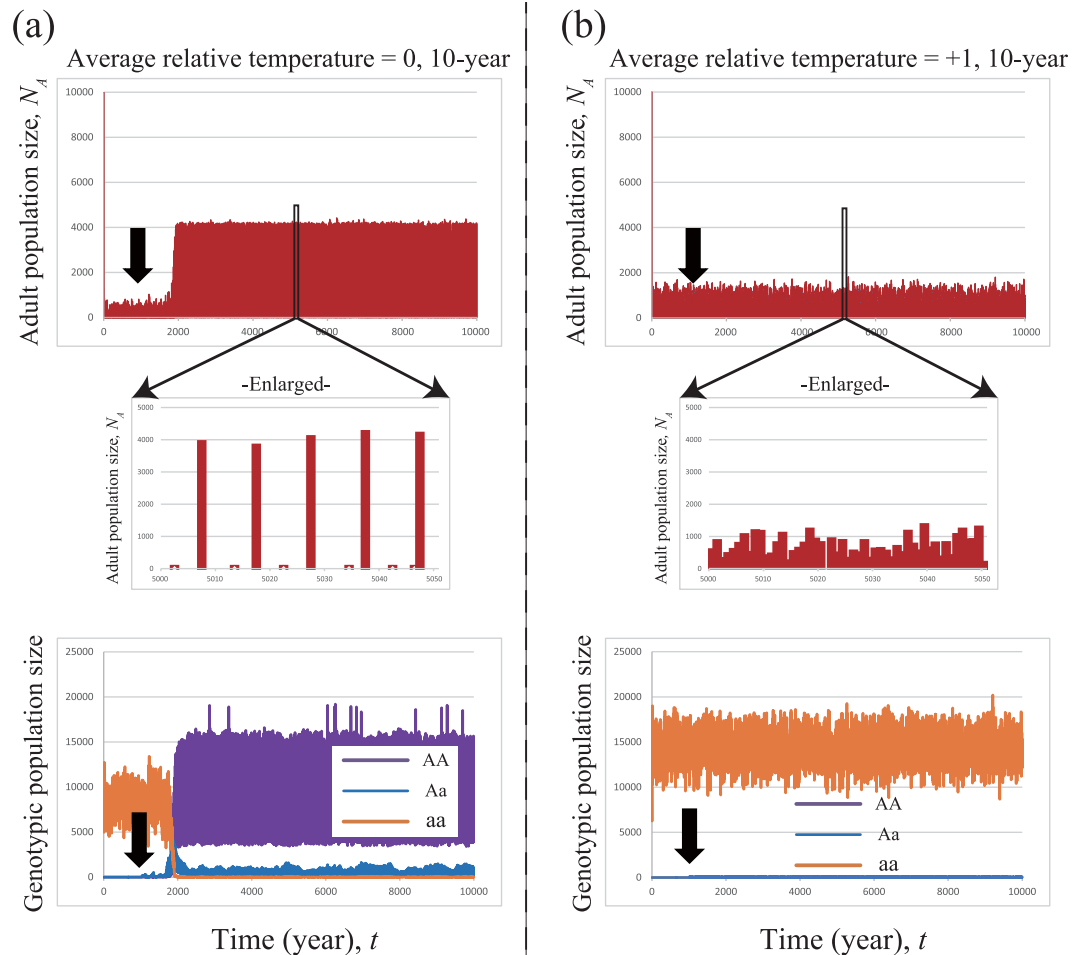 (a)
Average relative temperature = 0, 10-year
Adult population size, N_A
10000
8000
6000
4000
2000
0
0 2000 4000 6000 8000 10000
-Enlarged-
Adult population size, N_A
5000
4000
3000
2000
1000
0
5000 5010 5020 5030 5040 5050
Genotypic population size
25000
20000
15000
10000
5000
0
AA
Aa
aa
0 2000 4000 6000 8000 10000
Time (year), t
(b)
Average relative temperature = +1, 10-year
Adult population size, N_A
10000
8000
6000
4000
2000
0
0 2000 4000 6000 8000 10000
-Enlarged-
Adult population size, N_A
5000
4000
3000
2000
1000
0
5000 5010 5020 5030 5040 5050
Genotypic population size
25000
20000
15000
10000
5000
0
AA
Aa
aa
0 2000 4000 6000 8000 10000
Time (year), t